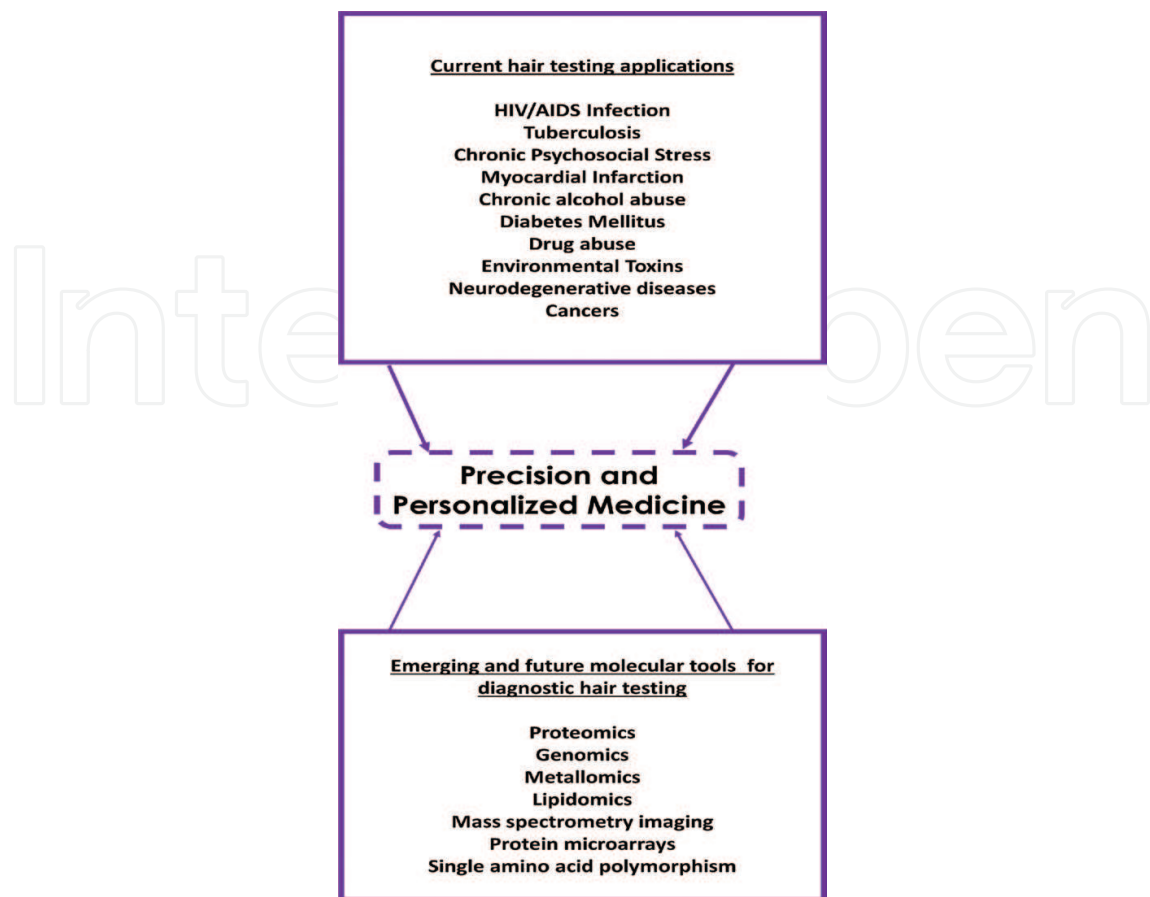 Current hair testing applications
HIV/AIDS Infection
Tuberculosis
Chronic Psychosocial Stress
Myocardial Infarction
Chronic alcohol abuse
Diabetes Mellitus
Drug abuse
Environmental Toxins
Neurodegenerative diseases
Cancers
Inte pen
Precision and
Personalized Medicine
Emerging and future molecular tools for
diagnostic hair testing
Proteomics
Genomics
Metallomics
Lipidomics
Mass spectrometry imaging
Protein microarrays
Single amino acid polymorphism